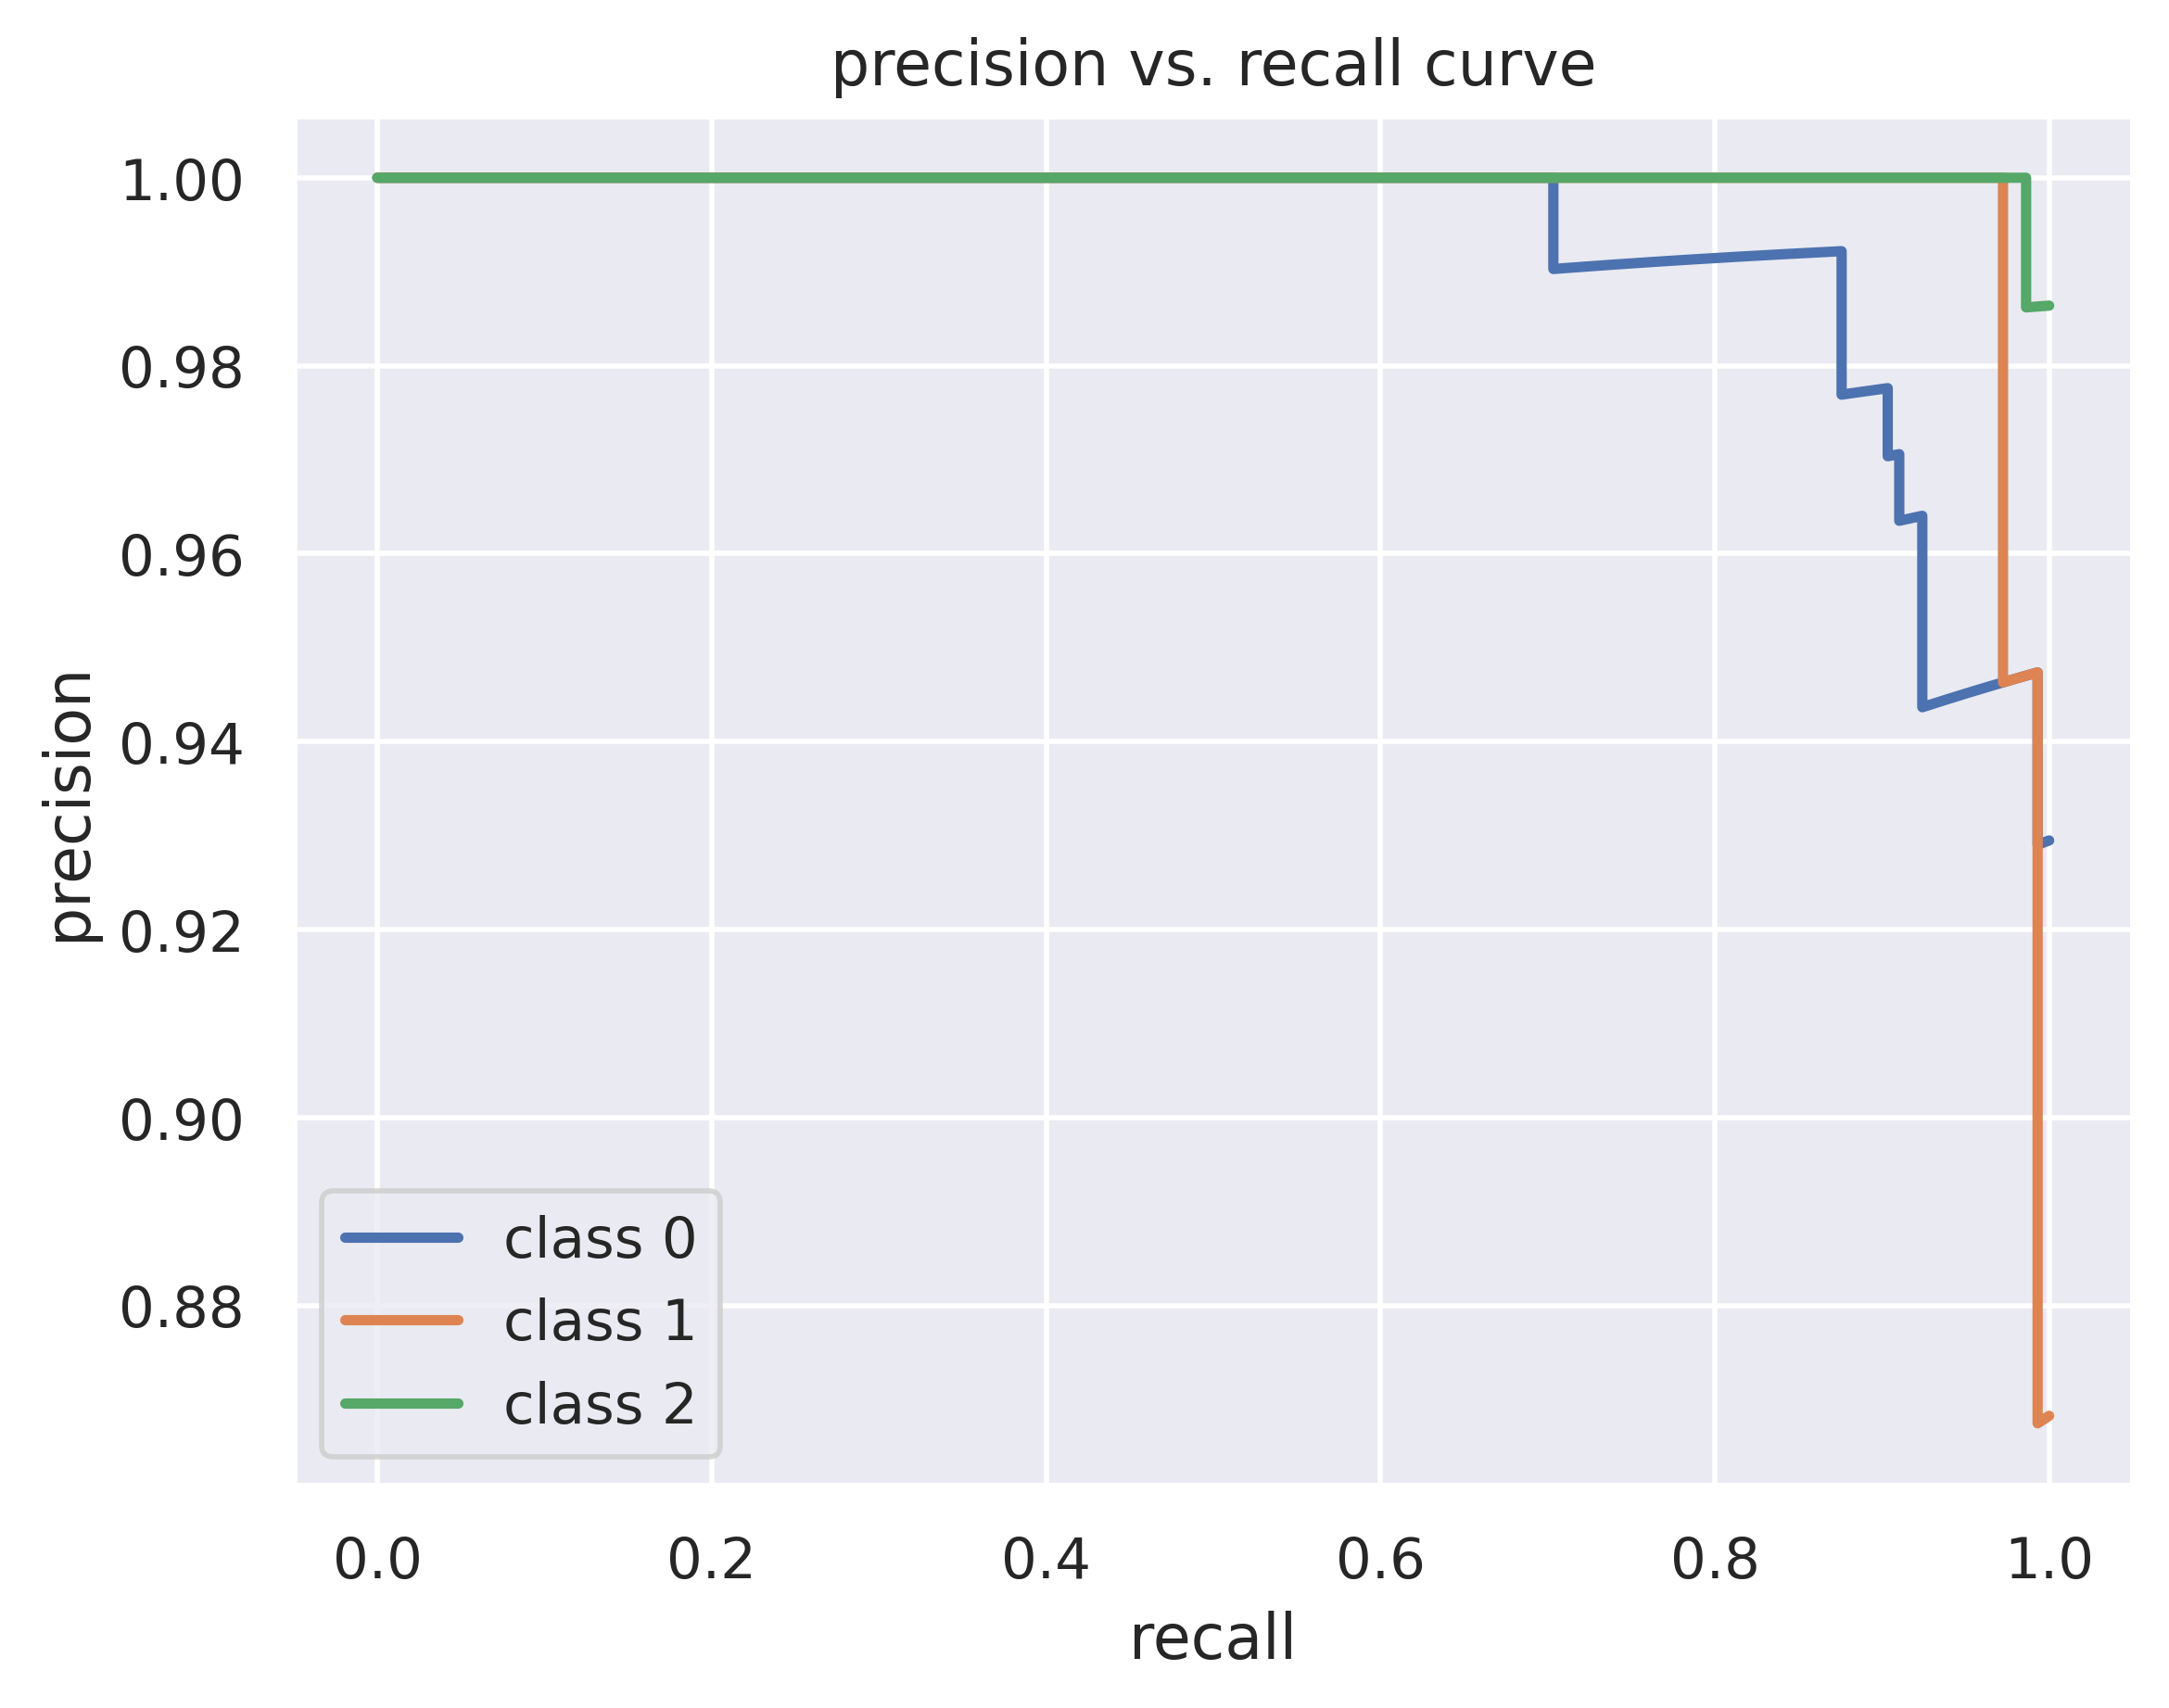 precision vs. recall curve
precision
1.00
0.98
0.96
0.94
0.92
0.90
0.88
class 0
class 1
class 2
0.0 0.2 0.4 0.6 0.8 1.0
recall